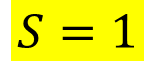 S = 1